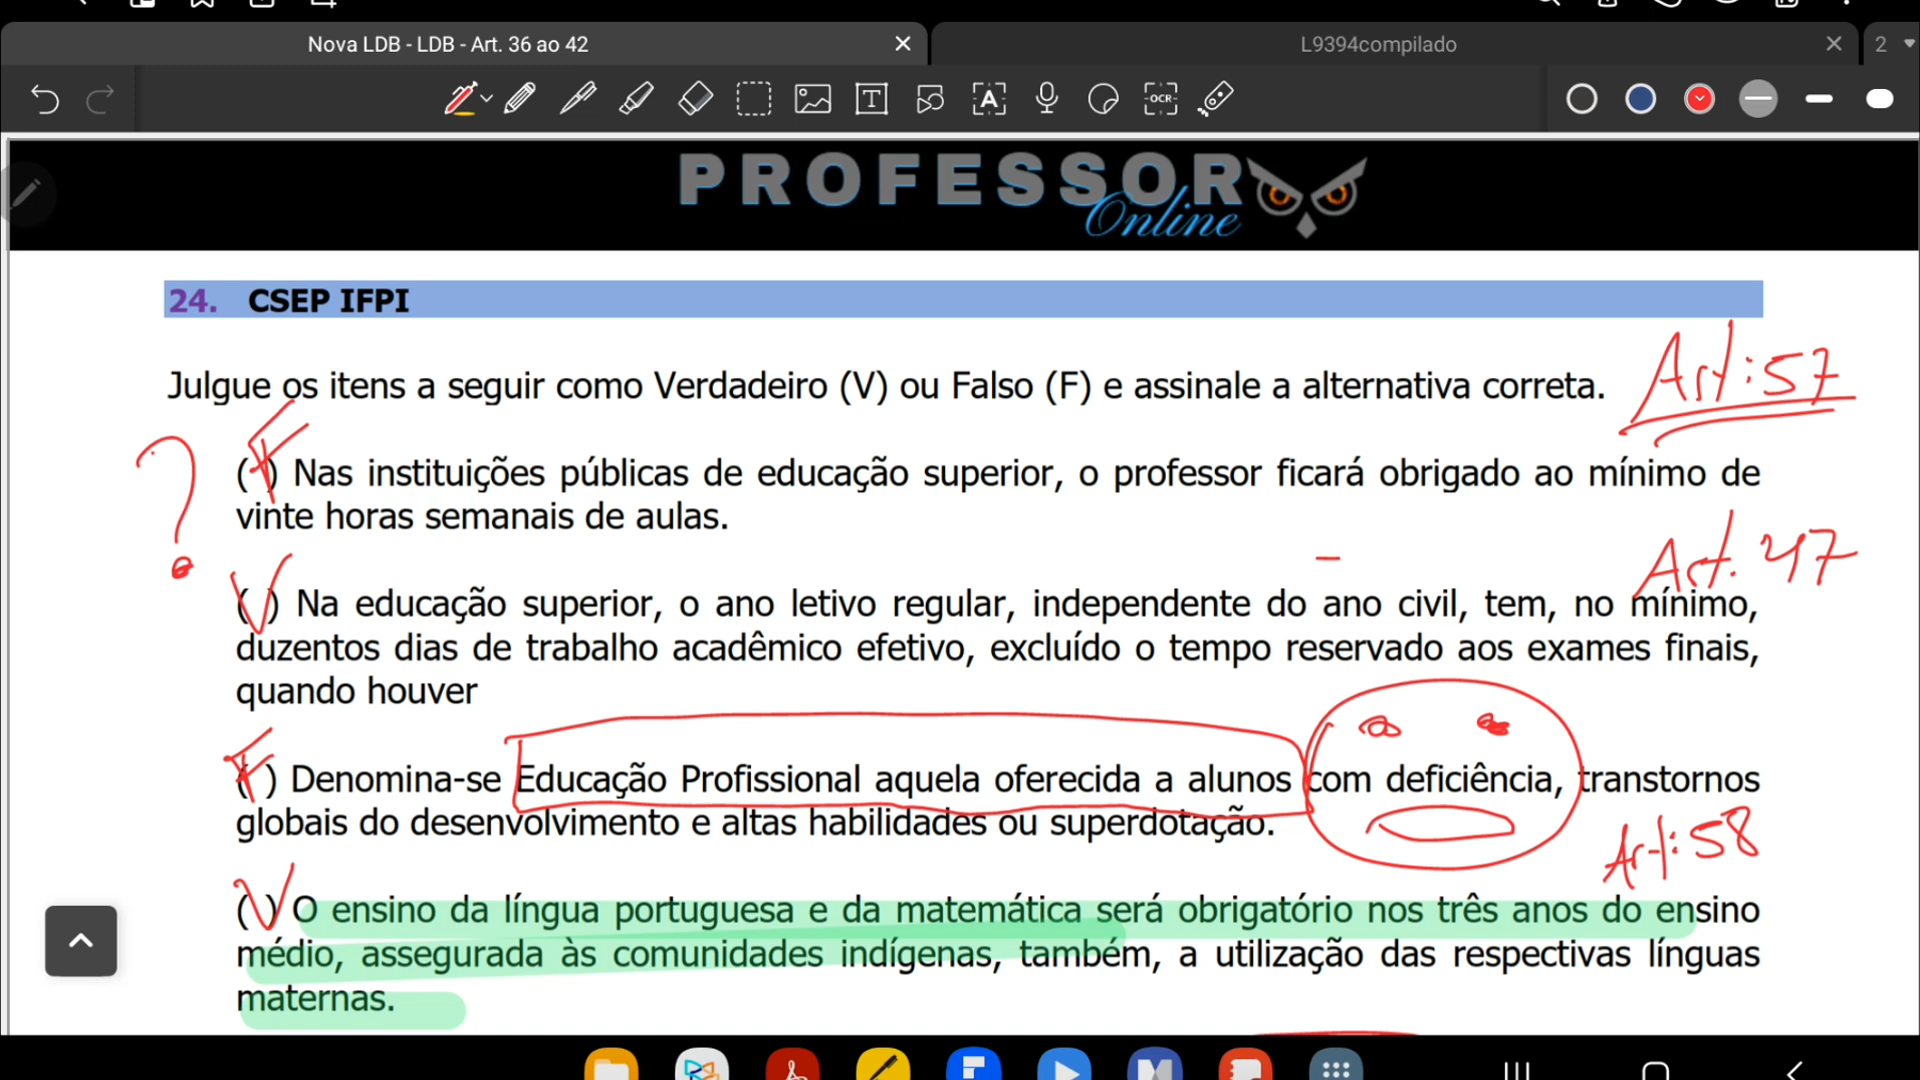 Nova LDB - LDB - Art. 36 ao 42
L9394compilado
2
T
A
OCR
PROFESSOR
Online
24. CSEP IFPI
Julgue os itens a seguir como Verdadeiro (V) ou Falso (F) e assinale a alternativa correta.
Art: 57
? F
( ) Nas instituições públicas de educação superior, o professor ficará obrigado ao mínimo de
vinte horas semanais de aulas.
Art. 47
V
( ) Na educação superior, o ano letivo regular, independente do ano civil, tem, no mínimo,
duzentos dias de trabalho acadêmico efetivo, excluído o tempo reservado aos exames finais,
quando houver
F
( ) Denomina-se Educação Profissional aquela oferecida a alunos com deficiência, transtornos
globais do desenvolvimento e altas habilidades ou superdotação.
Art: 58
V
( ) O ensino da língua portuguesa e da matemática será obrigatório nos três anos do ensino
médio, assegurada às comunidades indígenas, também, a utilização das respectivas línguas
maternas.